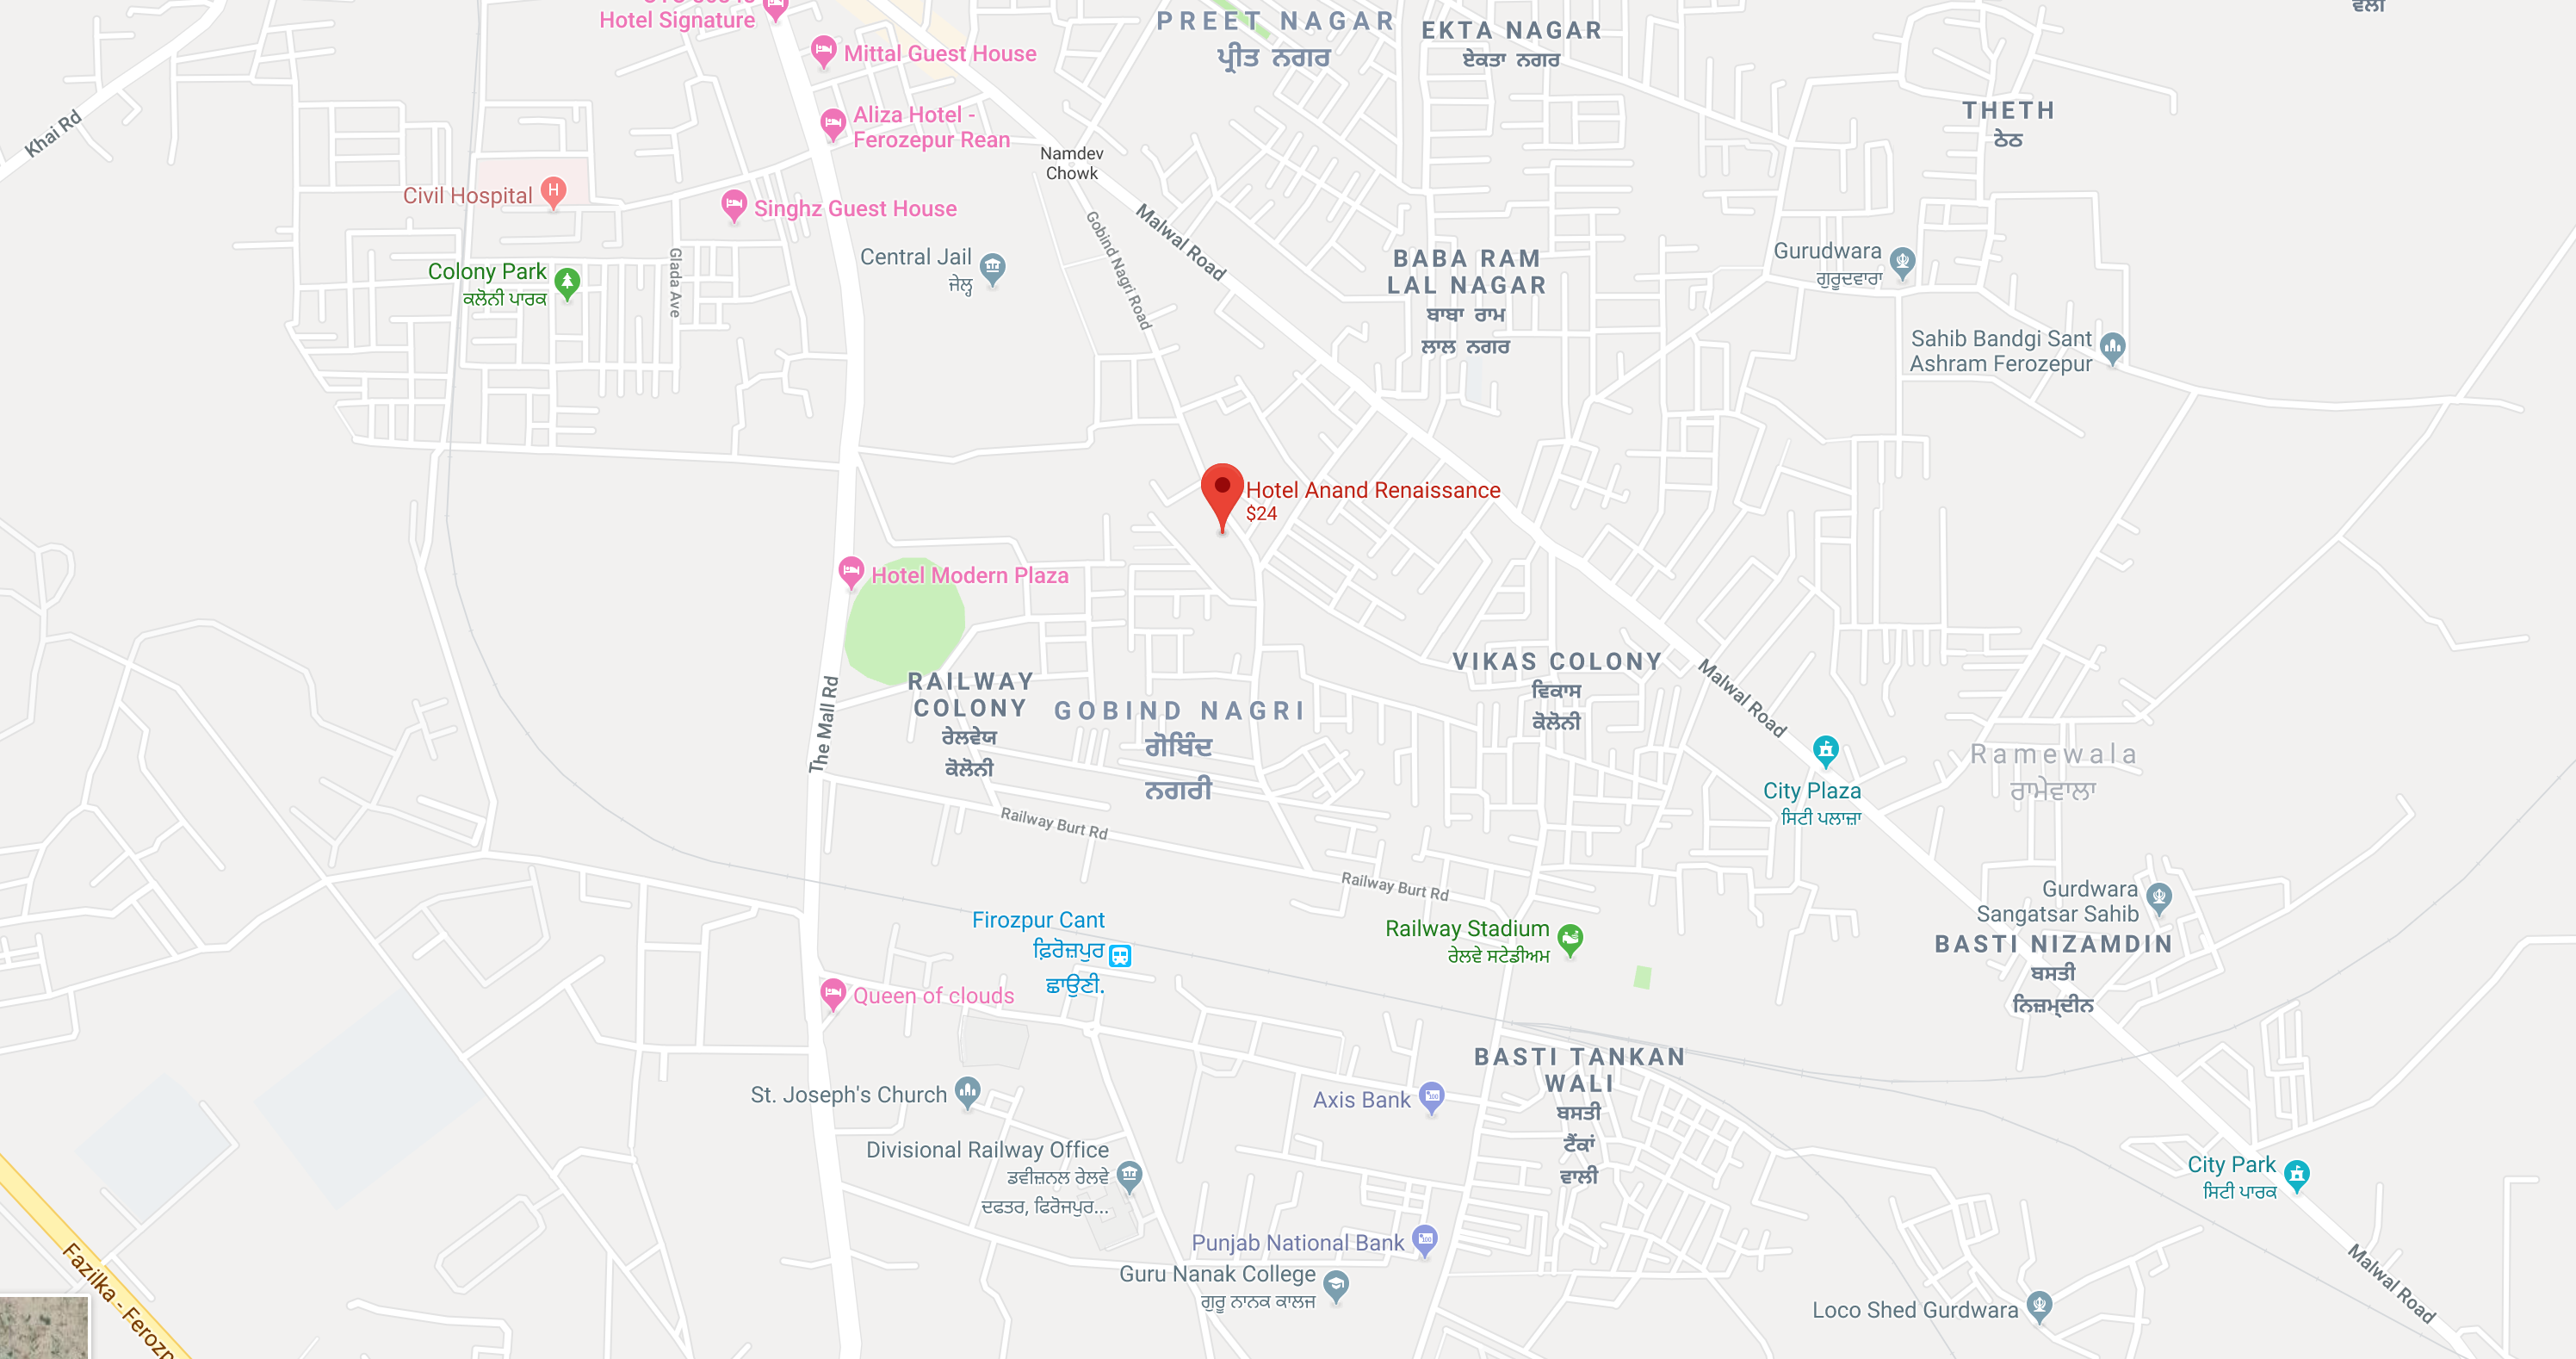 Hotel Signature
Mittal Guest House
PREET NAGAR
ਪ੍ਰੀਤ ਨਗਰ
EKTA NAGAR
ਏਕਤਾ ਨਗਰ
THETH
ਠੇਠ
Khai Rd
Aliza Hotel -
Ferozepur Rean
Namdev
Chowk
Civil Hospital
Singhz Guest House
Malwal Road
Gobind Nagri Road
Glada Ave
Colony Park
ਕਲੋਨੀ ਪਾਰਕ
Central Jail
ਜੇਲ੍ਹ
BABA RAM
LAL NAGAR
ਬਾਬਾ ਰਾਮ
ਲਾਲ ਨਗਰ
Gurudwara
ਗੁਰੂਦਵਾਰਾ
Sahib Bandgi Sant
Ashram Ferozepur
Hotel Anand Renaissance
$24
Hotel Modern Plaza
The Mall Rd
RAILWAY
COLONY
ਰੇਲਵੇਯ
ਕੋਲੋਨੀ
GOBIND NAGRI
ਗੋਬਿੰਦ
ਨਗਰੀ
VIKAS COLONY
ਵਿਕਾਸ
ਕੋਲੋਨੀ
Malwal Road
City Plaza
ਸਿਟੀ ਪਲਾਜ਼ਾ
Ramewala
ਰਾਮੇਵਾਲਾ
Railway Burt Rd
Railway Burt Rd
Firozpur Cant
ਫ਼ਿਰੋਜ਼ਪੁਰ
ਛਾਉਣੀ.
Railway Stadium
ਰੇਲਵੇ ਸਟੇਡੀਅਮ
Gurdwara
Sangatsar Sahib
BASTI NIZAMDIN
ਬਸਤੀ
ਨਿਜ਼ਮ੍ਦੀਨ
Queen of clouds
BASTI TANKAN
WALI
ਬਸਤੀ
ਟੈਂਕਾਂ
ਵਾਲੀ
St. Joseph's Church
Axis Bank
Divisional Railway Office
ਡਵੀਜ਼ਨਲ ਰੇਲਵੇ
ਦਫਤਰ, ਫਿਰੋਜਪੁਰ...
City Park
ਸਿਟੀ ਪਾਰਕ
Punjab National Bank
Guru Nanak College
ਗੁਰੂ ਨਾਨਕ ਕਾਲਜ
Loco Shed Gurdwara
Malwal Road
Fazilka - Ferozp